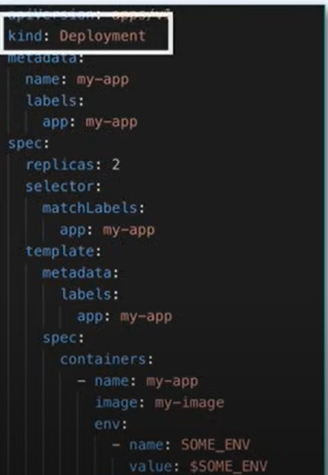 apiVersion: apps/v1
kind: Deployment
metadata:
  name: my-app
  labels:
    app: my-app
spec:
  replicas: 2
  selector:
    matchLabels:
      app: my-app
  template:
    metadata:
      labels:
        app: my-app
    spec:
      containers:
        - name: my-app
          image: my-image
          env:
            - name: SOME_ENV
              value: $SOME_ENV